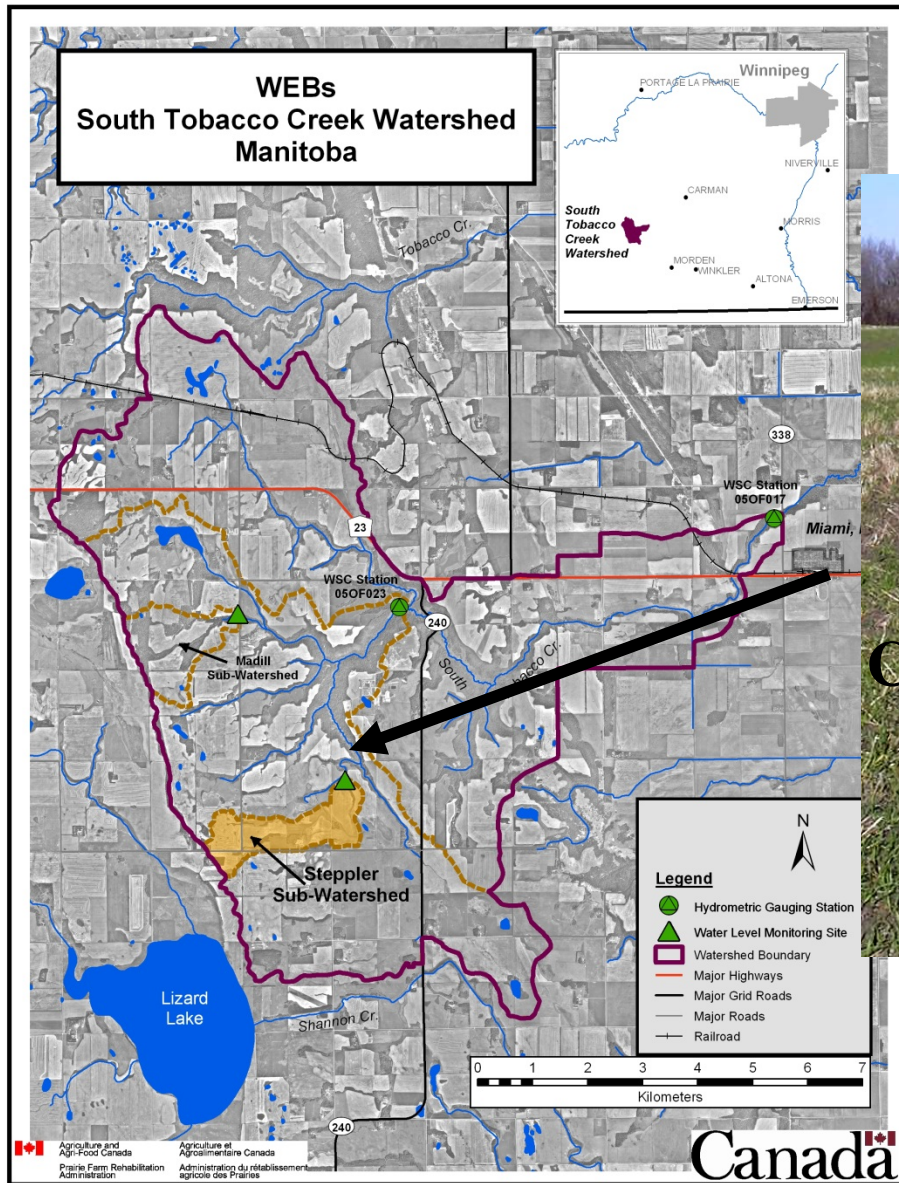 WEBs
South Tobacco Creek Watershed
Manitoba
Winnipeg
PORTAGE LA PRAIRIE
NIVERVILLE
CARMAN
South
Tobacco
Creek
Watershed
MORRIS
MORDEN
WINKLER
ALTONA
EMERSON
Tobacco Cr.
338
WSC Station
05OF017
Miami,
23
WSC Station
05OF023
240
South
bacco Cr.
Madill
Sub-Watershed
C
Steppler
Sub-Watershed
N
Legend
Hydrometric Gauging Station
Water Level Monitoring Site
Watershed Boundary
Major Highways
Major Grid Roads
Major Roads
Railroad
Lizard
Lake
Shannon Cr.
0 1 2 3 4 5 6 7
Kilometers
240
Agriculture and
Agri-Food Canada
Agriculture et
Agroalimentaire Canada
Prairie Farm Rehabilitation
Administration
Administration du rétablissement
agricole des Prairies
Canada